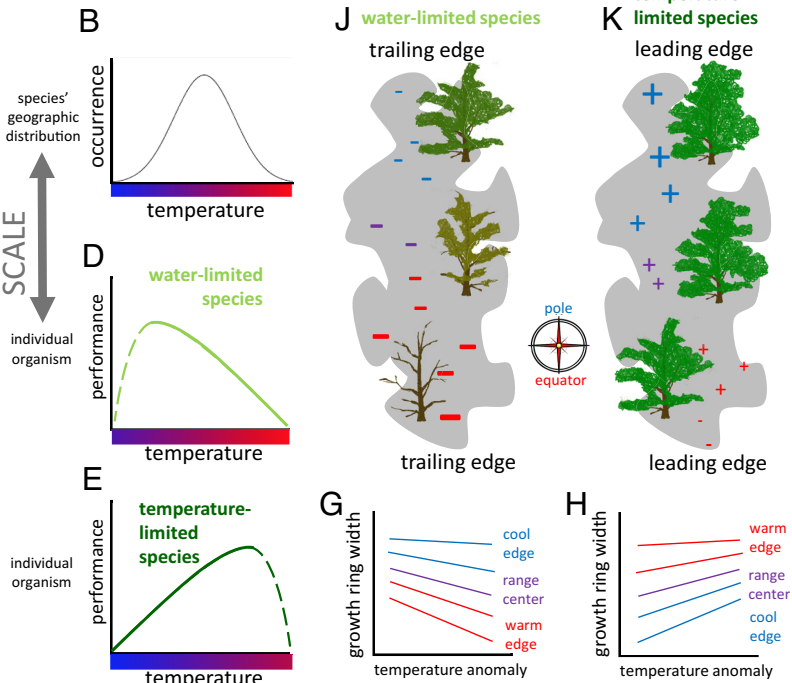 B
species'
geographic
distribution
occurrence
temperature
SCALE
D
water-limited
species
individual
organism
performance
temperature
E
temperature-
limited
species
individual
organism
performance
temperature
J
water-limited species
trailing edge
trailing edge
pole
equator
K
limited species
leading edge
leading edge
G
growth ring width
cool
edge
range
center
warm
edge
temperature anomaly
H
growth ring width
warm
edge
range
center
cool
edge
temperature anomaly